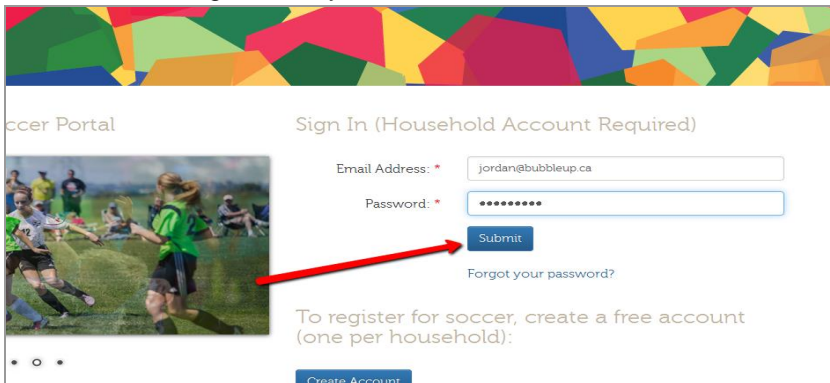 ccer Portal
Sign In (Household Account Required)
Email Address: *
jordan@bubbleup.ca
Password: *
•••••••••
Submit
Forgot your password?
To register for soccer, create a free account
(one per household):
Create Account